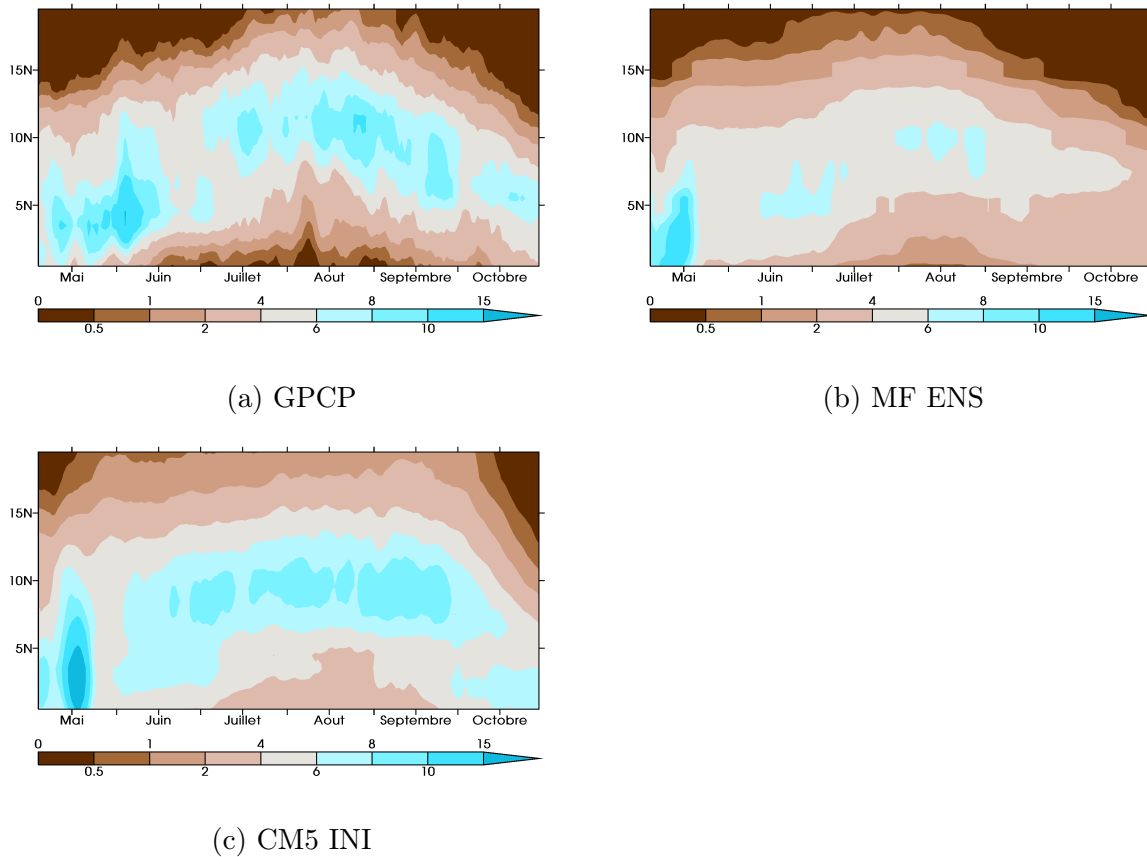 15N
10N
5N
Mai Juin Juillet Aout Septembre Octobre
0 1 4 8 15
0.5 2 6 10
(a) GPCP
15N
10N
5N
Mai Juin Juillet Aout Septembre Octobre
0 1 4 8 15
0.5 2 6 10
(b) MF ENS
15N
10N
5N
Mai Juin Juillet Aout Septembre Octobre
0 1 4 8 15
0.5 2 6 10
(c) CM5 INI